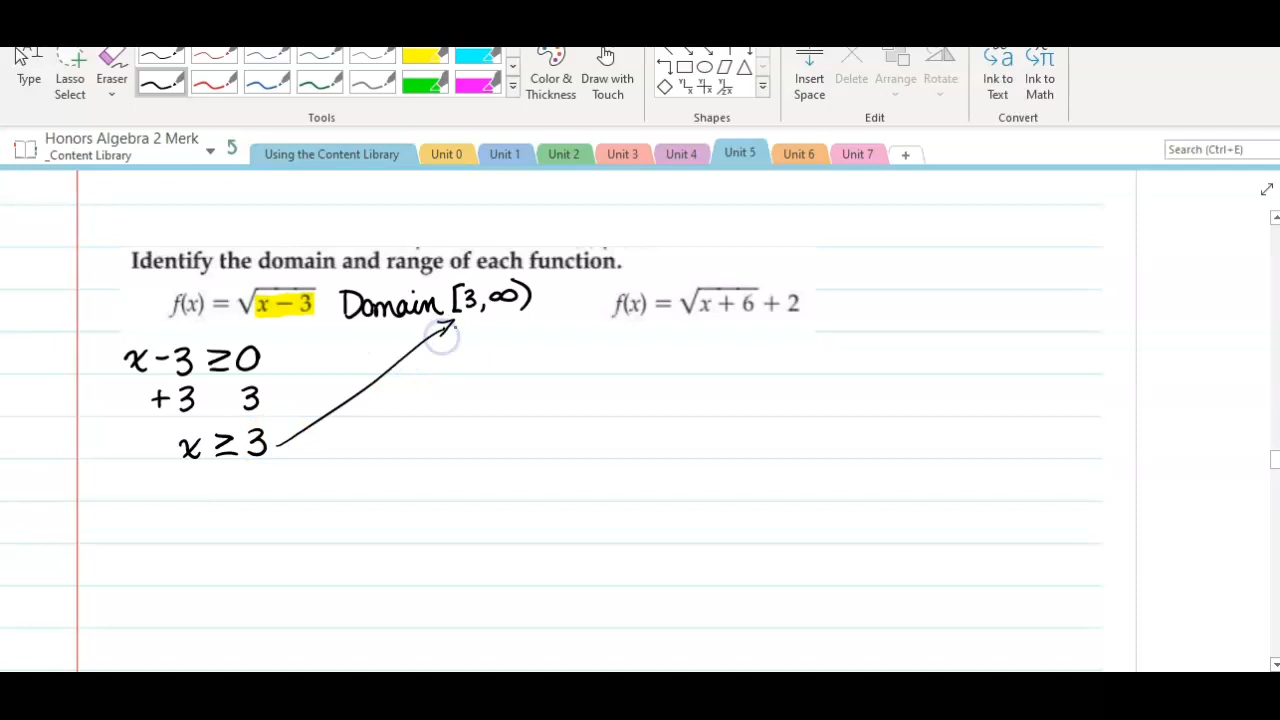 Type
Lasso Select
Eraser
Color & Thickness
Draw with Touch
Insert Space
Delete
Arrange
Rotate
Ink to Text
Ink to Math
Tools
Shapes
Edit
Convert
Honors Algebra 2 Merk
_Content Library
Using the Content Library
Unit 0
Unit 1
Unit 2
Unit 3
Unit 4
Unit 5
Unit 6
Unit 7
+
Search (Ctrl+E)
Identify the domain and range of each function.
f(x) = √(x − 3) Domain [3, ∞) f(x) = √(x + 6) + 2
x - 3 ≥ 0
+3 3
x ≥ 3